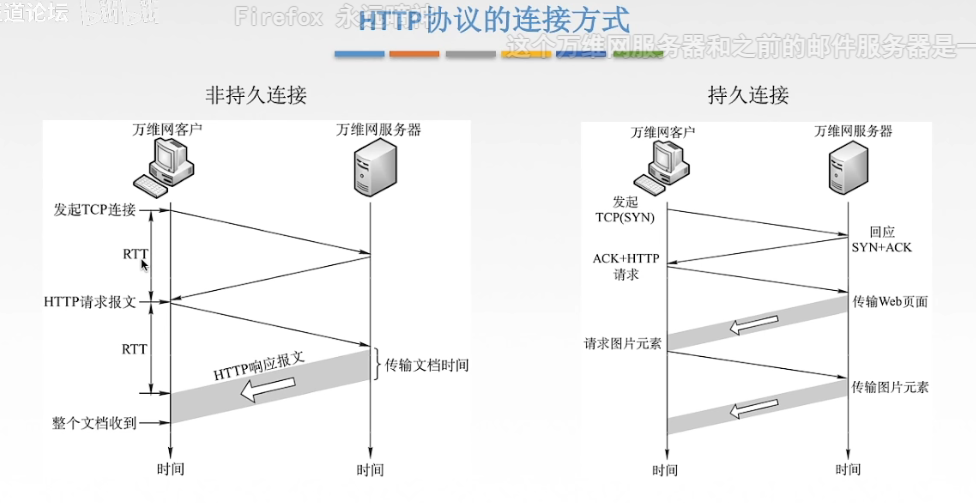 道论坛
Firefox 永远
HTTP协议的连接方式
这个万维网服务器和之前的邮件服务器是一
非持久连接
万维网客户
万维网服务器
发起TCP连接
RTT
HTTP请求报文
RTT
HTTP响应报文
传输文档时间
整个文档收到
时间
时间
持久连接
万维网客户
万维网服务器
发起
TCP(SYN)
回应
SYN+ACK
ACK+HTTP
请求
传输Web页面
请求图片元素
传输图片元素
时间
时间